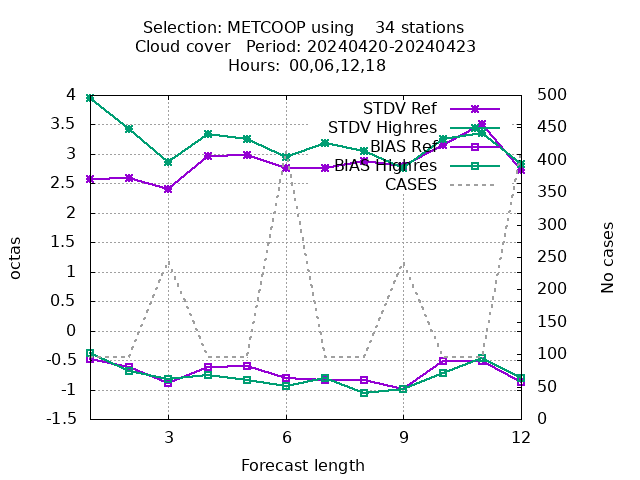 Selection: METCOOP using 34 stations
Cloud cover Period: 20240420-20240423
Hours: 00,06,12,18
STDV Ref
STDV Highres
BIAS Ref
BIAS Highres
CASES
4
3.5
3
2.5
2
1.5
1
0.5
0
-0.5
-1
-1.5
octas
500
450
400
350
300
250
200
150
100
50
0
No cases
3 6 9 12
Forecast length